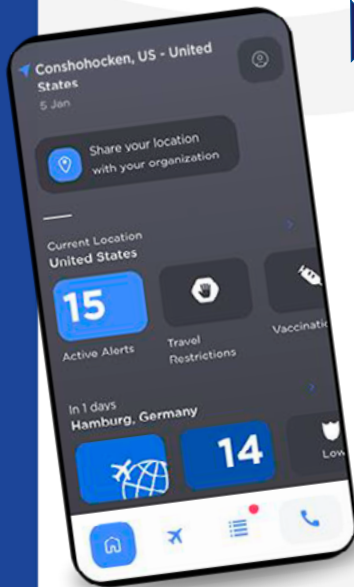 Conshohocken, US - United
States
5 Jan
Share your location
with your organization
Current Location
United States
15
Active Alerts
Travel
Restrictions
Vaccinatic
In 1 days
Hamburg, Germany
14
Low